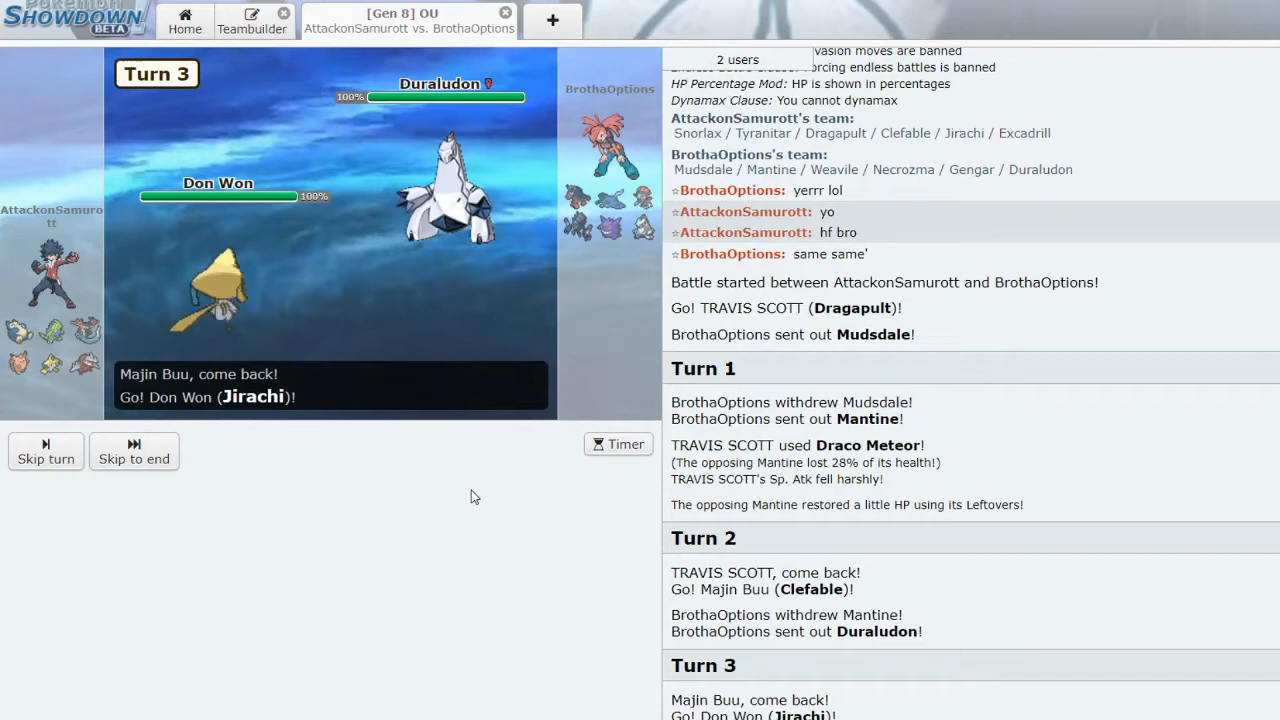 Pokémon
SHOWDOWN
BETA
Home
Teambuilder
[Gen 8] OU
AttackonSamurott vs. BrothaOptions
+
Turn 3
Duraludon
100%
Don Won
100%
AttackonSamuro
tt
BrothaOptions
Majin Buu, come back!
Go! Don Won (Jirachi)!
Skip turn
Skip to end
Timer
2 users
vasion moves are banned
forcing endless battles is banned
HP Percentage Mod: HP is shown in percentages
Dynamax Clause: You cannot dynamax
AttackonSamurott's team:
Snorlax / Tyranitar / Dragapult / Clefable / Jirachi / Excadrill
BrothaOptions's team:
Mudsdale / Mantine / Weavile / Necrozma / Gengar / Duraludon
☆BrothaOptions: yerrr lol
☆AttackonSamurott: yo
☆AttackonSamurott: hf bro
☆BrothaOptions: same same'
Battle started between AttackonSamurott and BrothaOptions!
Go! TRAVIS SCOTT (Dragapult)!
BrothaOptions sent out Mudsdale!
Turn 1
BrothaOptions withdrew Mudsdale!
BrothaOptions sent out Mantine!
TRAVIS SCOTT used Draco Meteor!
(The opposing Mantine lost 28% of its health!)
TRAVIS SCOTT's Sp. Atk fell harshly!
The opposing Mantine restored a little HP using its Leftovers!
Turn 2
TRAVIS SCOTT, come back!
Go! Majin Buu (Clefable)!
BrothaOptions withdrew Mantine!
BrothaOptions sent out Duraludon!
Turn 3
Majin Buu, come back!
Go! Don Won (Jirachi)!